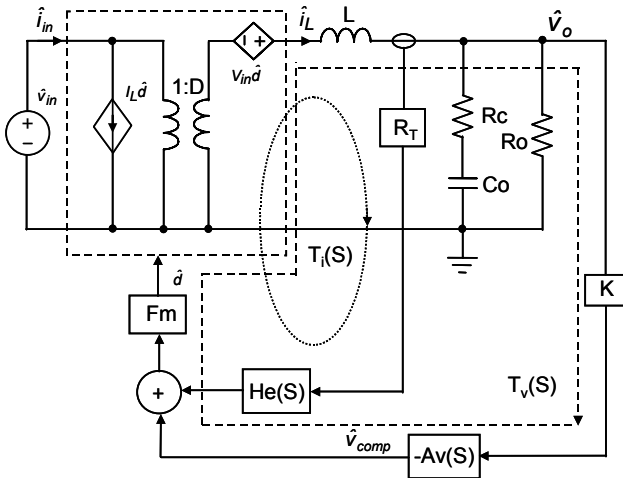 î_in
î_L
L
v̂_o
1:D
V_in d̂
I_L d̂
v̂_in
+
−
R_T
Rc
Ro
Co
T_i(S)
d̂
Fm
K
+
He(S)
T_v(S)
v̂_comp
-Av(S)